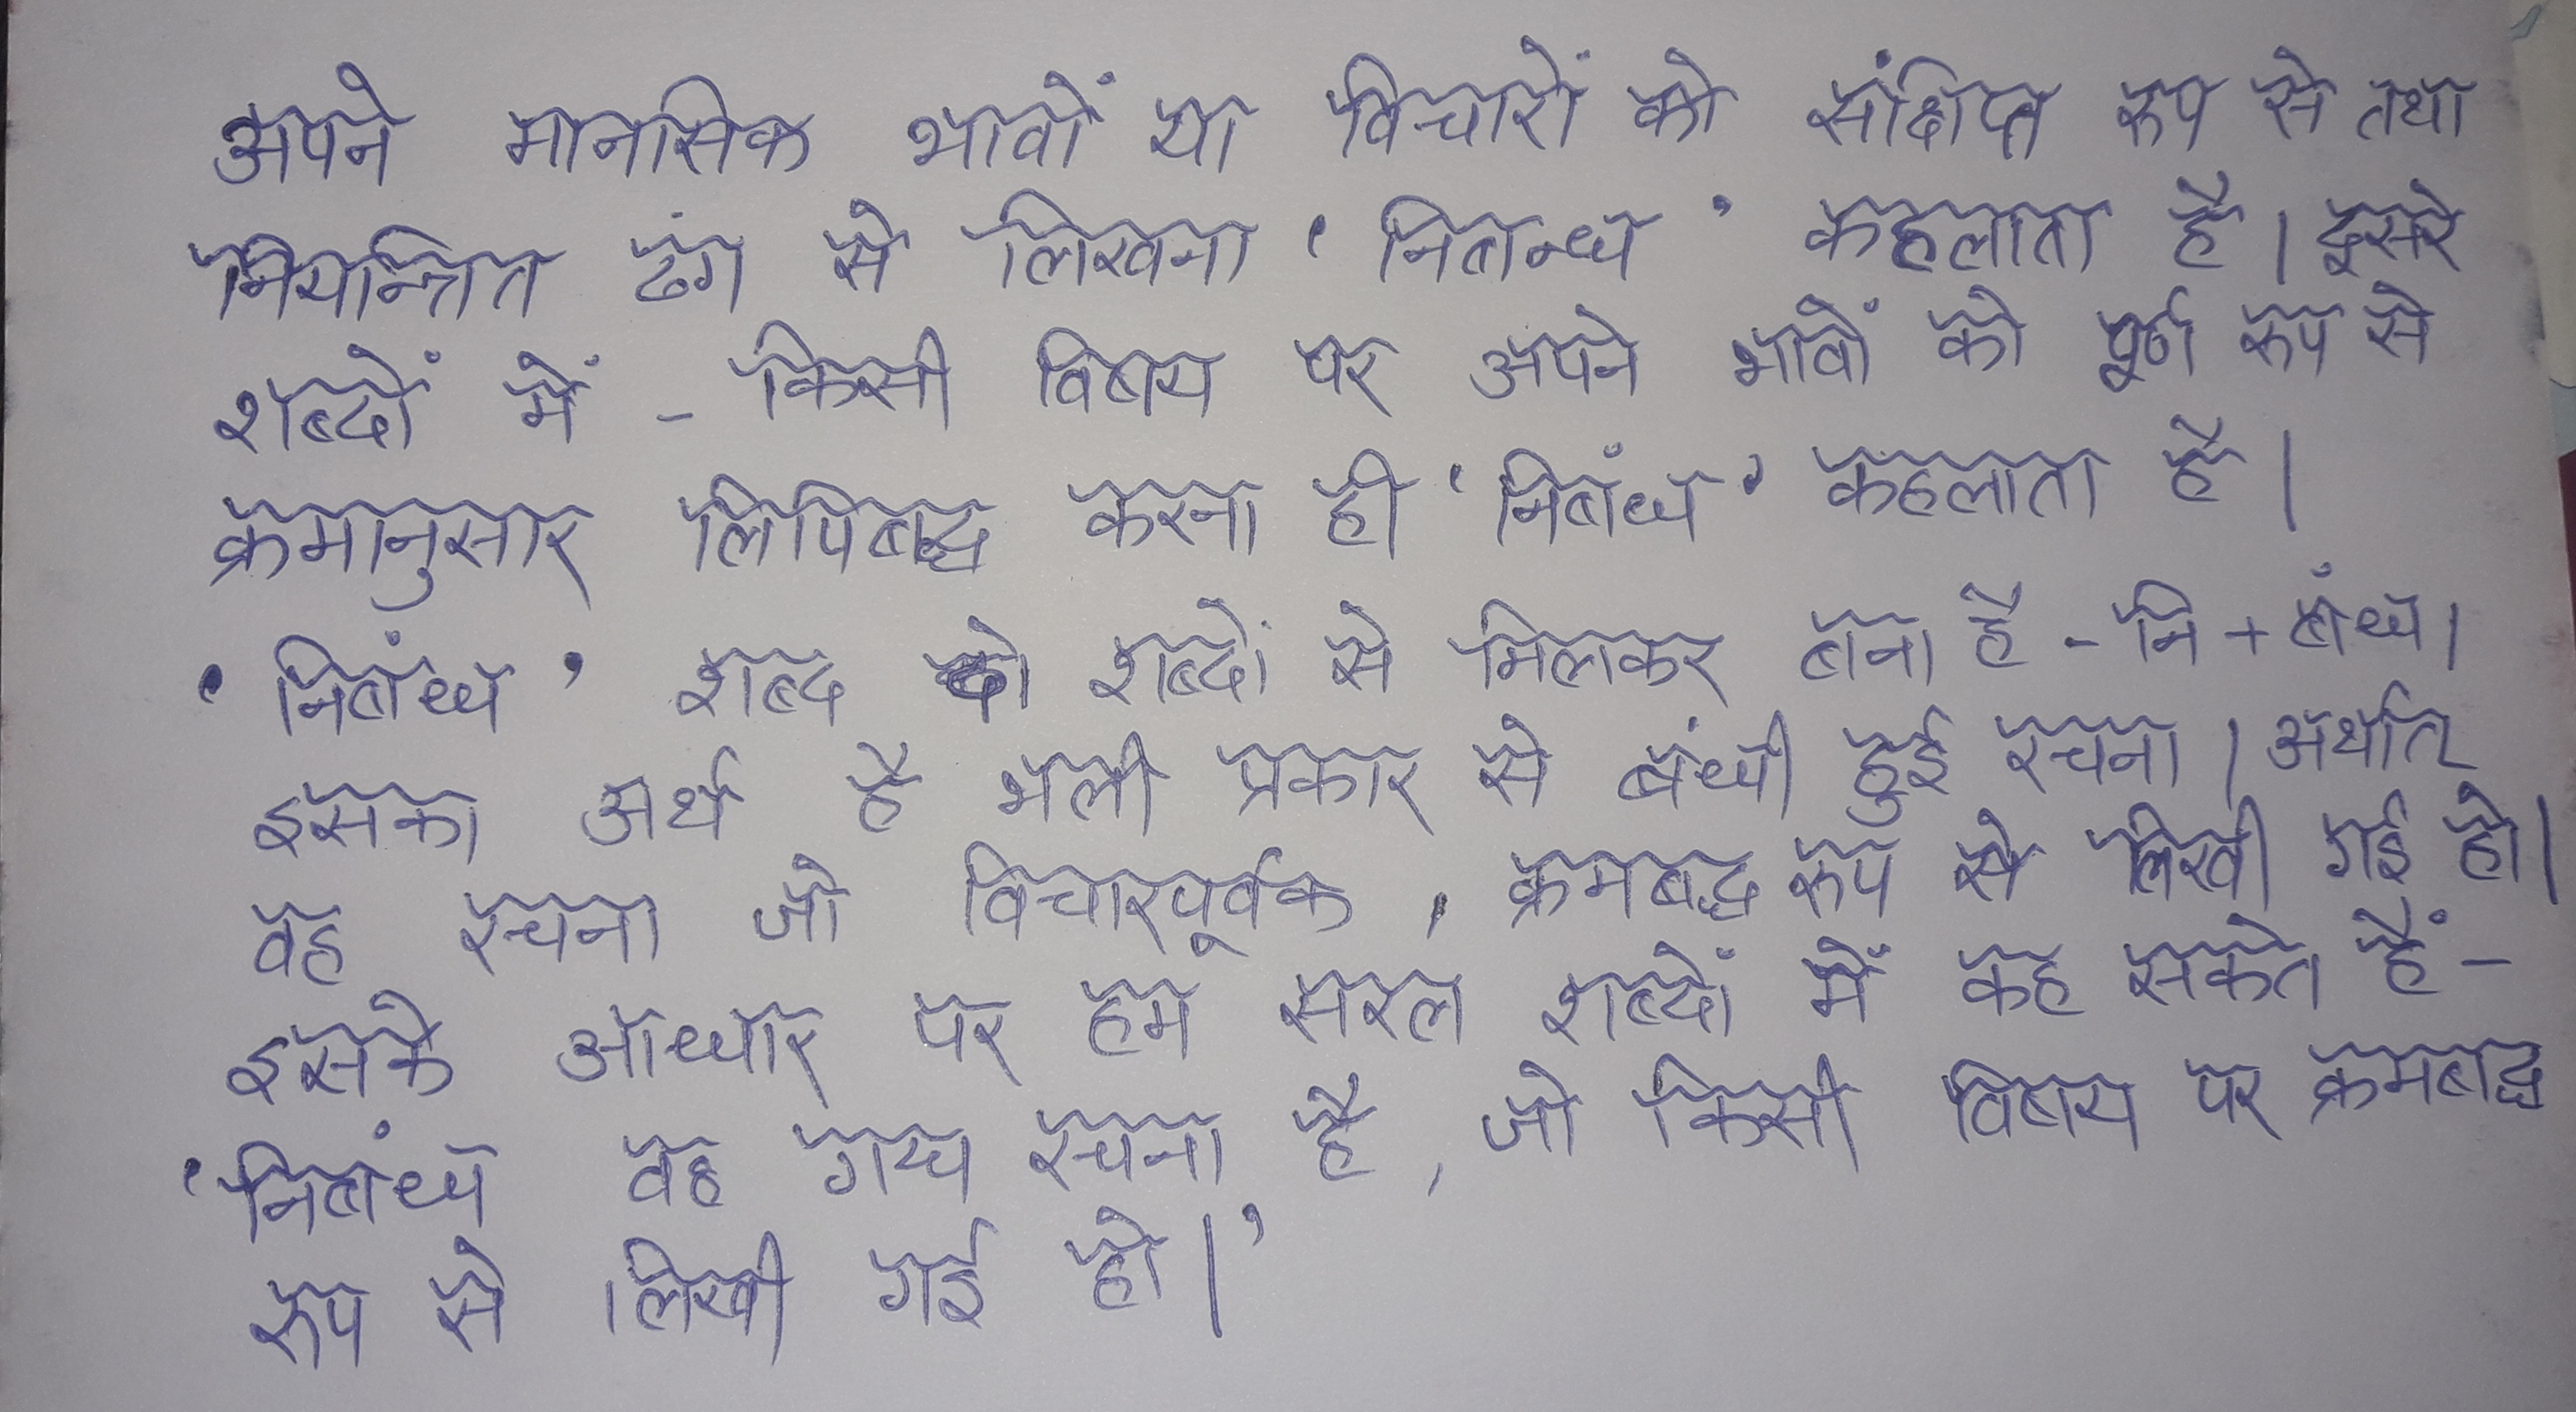 अपने मानसिक भावों या विचारों को संक्षिप्त रूप से तथा
नियन्त्रित ढंग से लिखना ‘निबन्ध’ कहलाता है। दूसरे
शब्दों में - किसी विषय पर अपने भावों को पूर्ण रूप से
क्रमानुसार लिपिबद्ध करना ही ‘निबंध’ कहलाता है।
‘निबंध’ शब्द दो शब्दों से मिलकर बना है - नि + बंध।
इसका अर्थ है भली प्रकार से बंधी हुई रचना। अर्थात्
वह रचना जो विचारपूर्वक, क्रमबद्ध रूप से लिखी गई हो।
इसके आधार पर हम सरल शब्दों में कह सकते हैं -
‘निबंध वह गद्य रचना है, जो किसी विषय पर क्रमबद्ध
रूप से लिखी गई हो।’